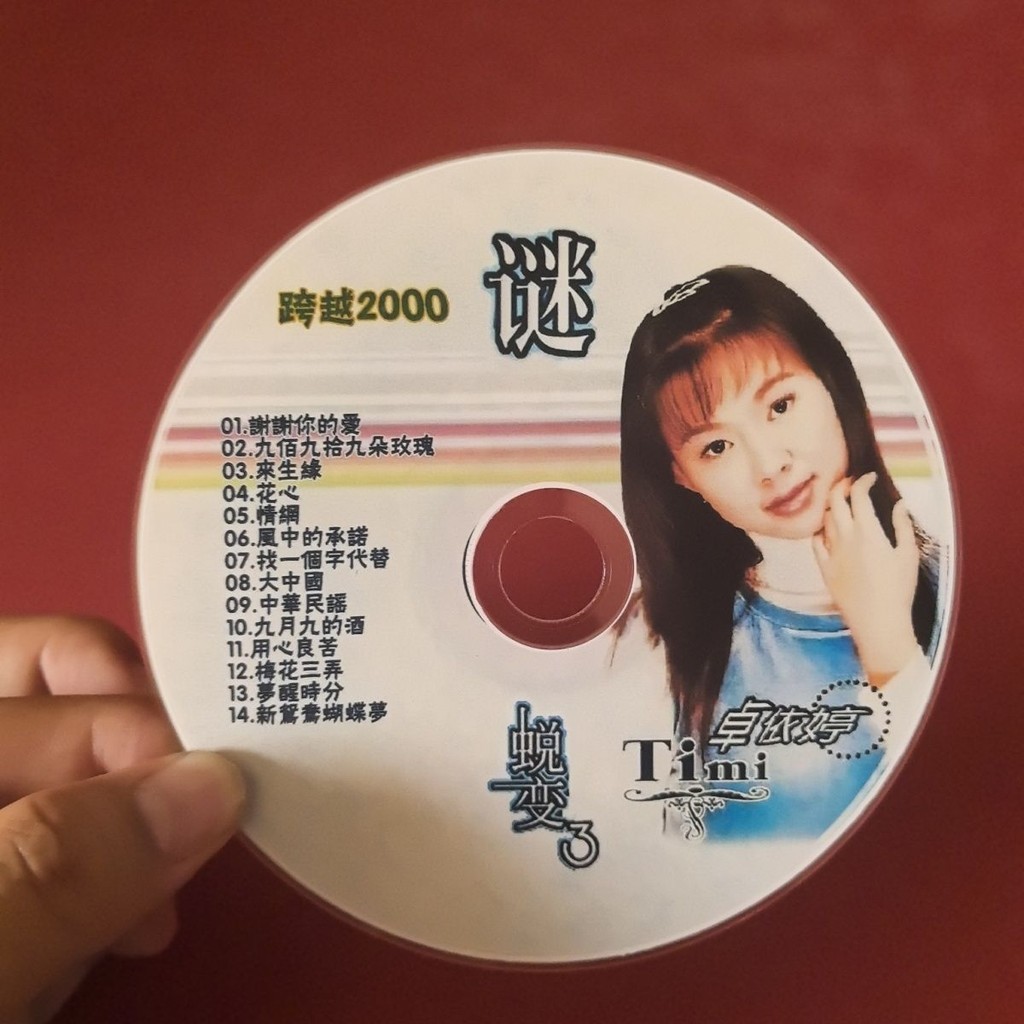 谜
跨越2000
01.謝謝你的愛
02.九佰九拾九朵玫瑰
03.來生緣
04.花心
05.情網
06.風中的承諾
07.找一個字代替
08.大中國
09.中華民謠
10.九月九的酒
11.用心良苦
12.梅花三弄
13.夢醒時分
14.新鴛鴦蝴蝶夢
蜕变3
卓依婷
Timi